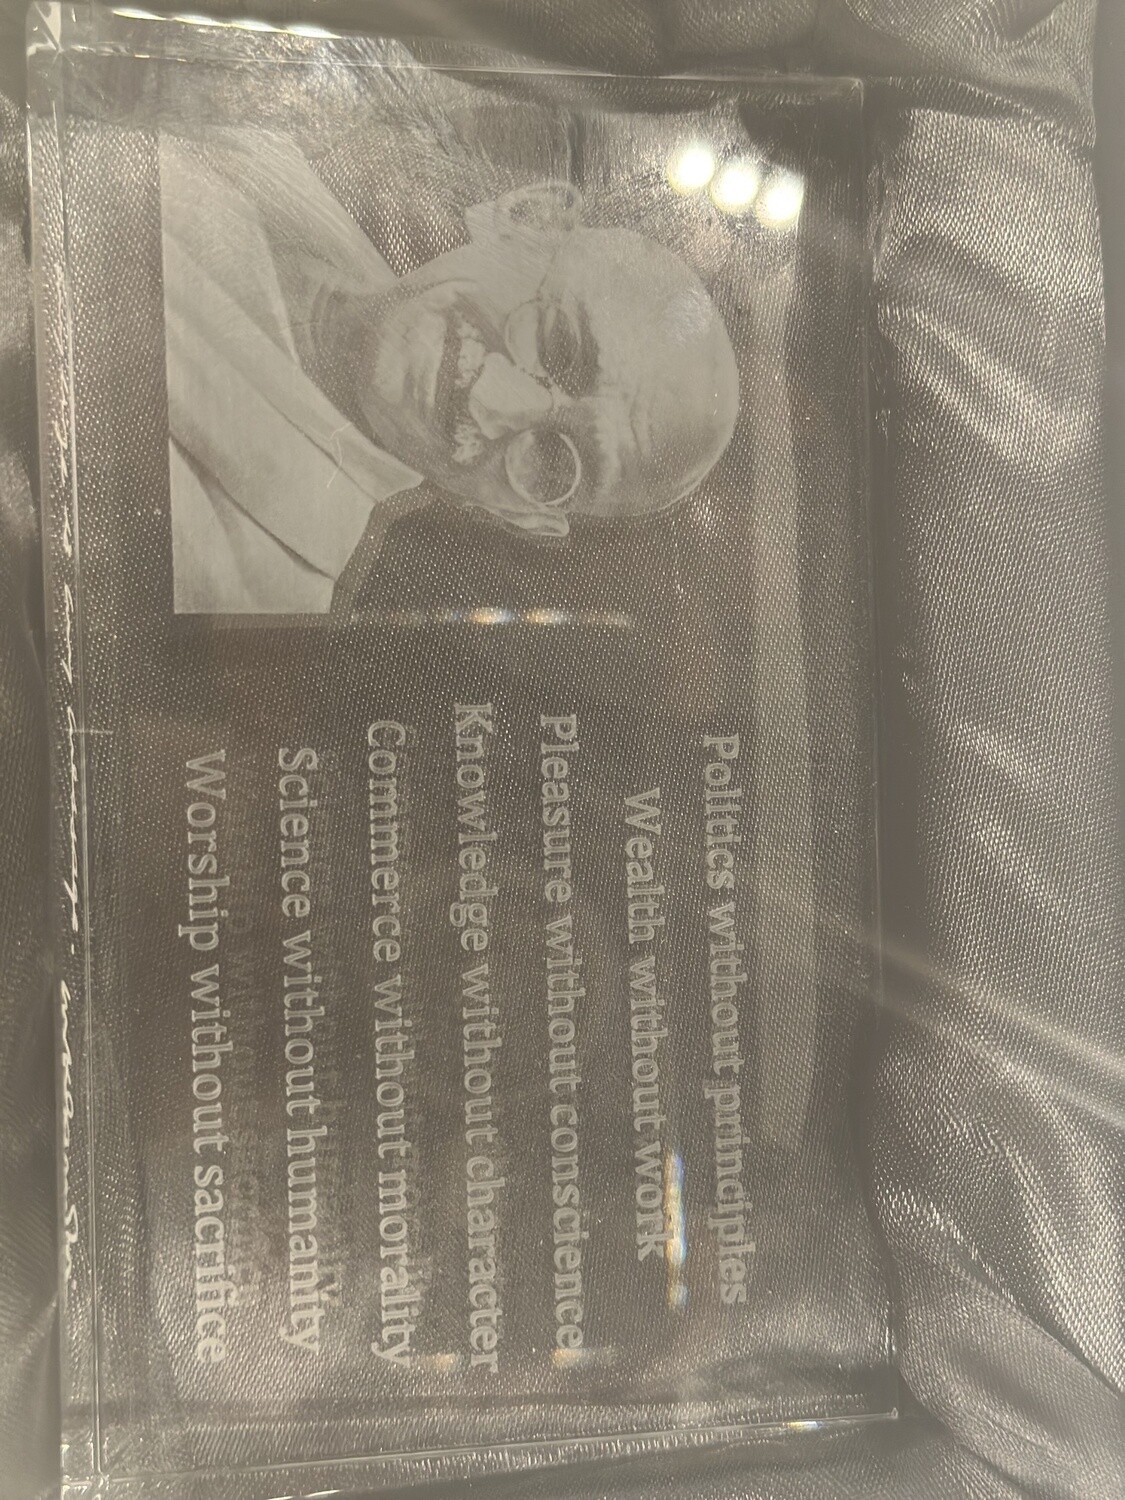 Politics without principles
Wealth without work
Pleasure without conscience
Knowledge without character
Commerce without morality
Science without humanity
Worship without sacrifice